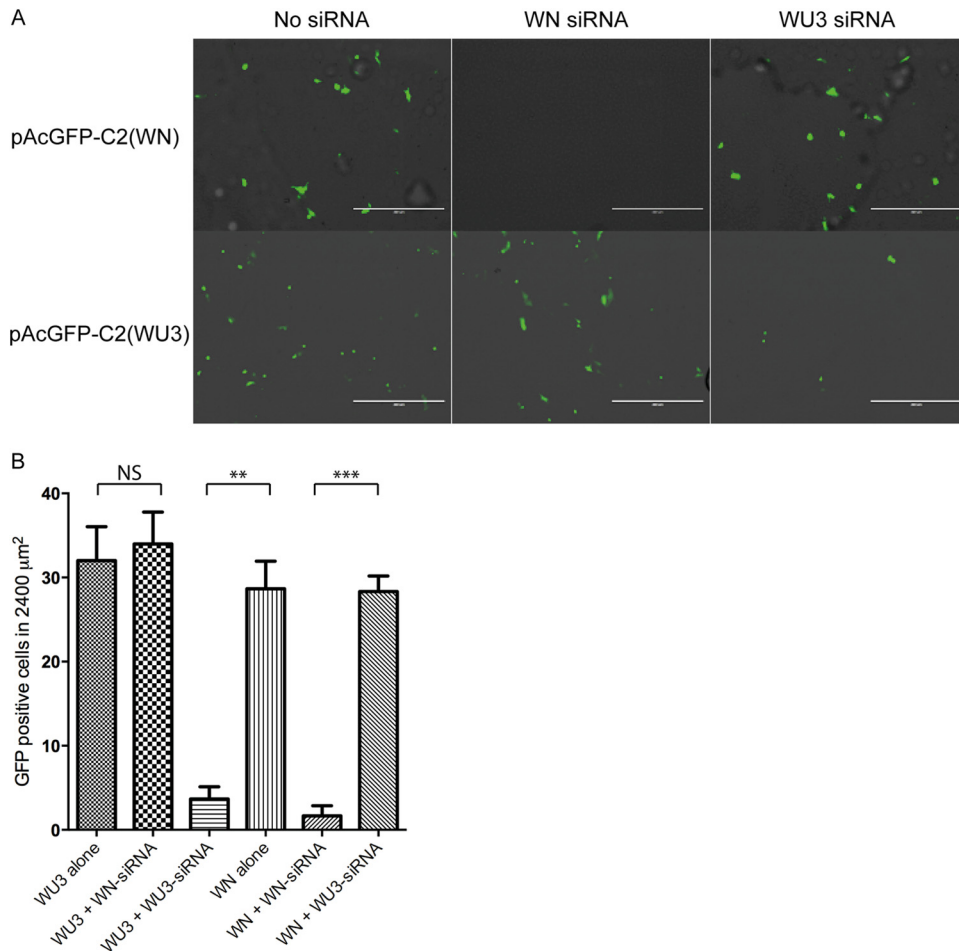 A
No siRNA
WN siRNA
WU3 siRNA
pAcGFP-C2(WN)
pAcGFP-C2(WU3)
B
NS
**
***
GFP positive cells in 2400 μm²
40
30
20
10
0
WU3 alone
WU3 + WN-siRNA
WU3 + WU3-siRNA
WN alone
WN + WN-siRNA
WN + WU3-siRNA